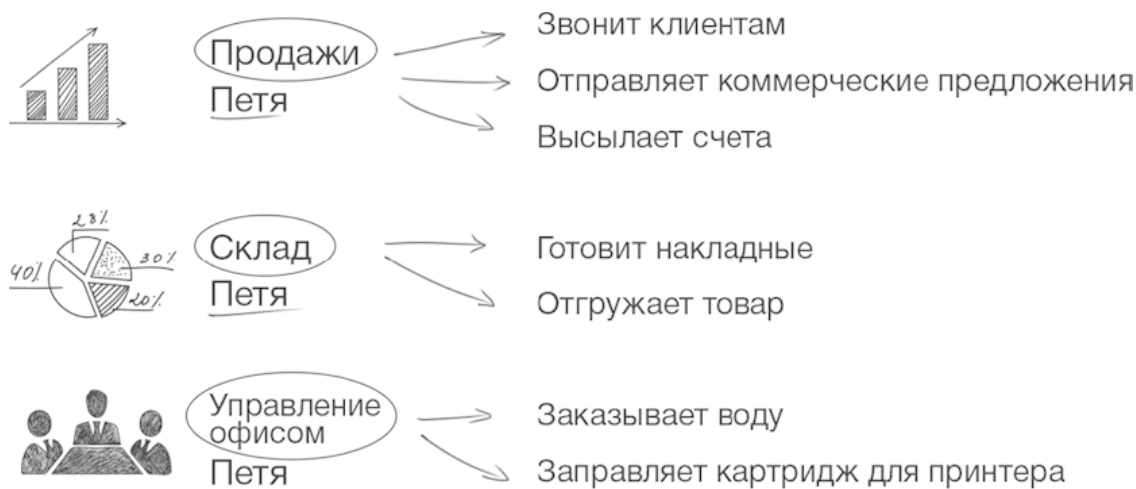 Продажи
Петя
Звонит клиентам
Отправляет коммерческие предложения
Высылает счета
28%
30%
40%
20%
Склад
Петя
Готовит накладные
Отгружает товар
Управление
офисом
Петя
Заказывает воду
Заправляет картридж для принтера